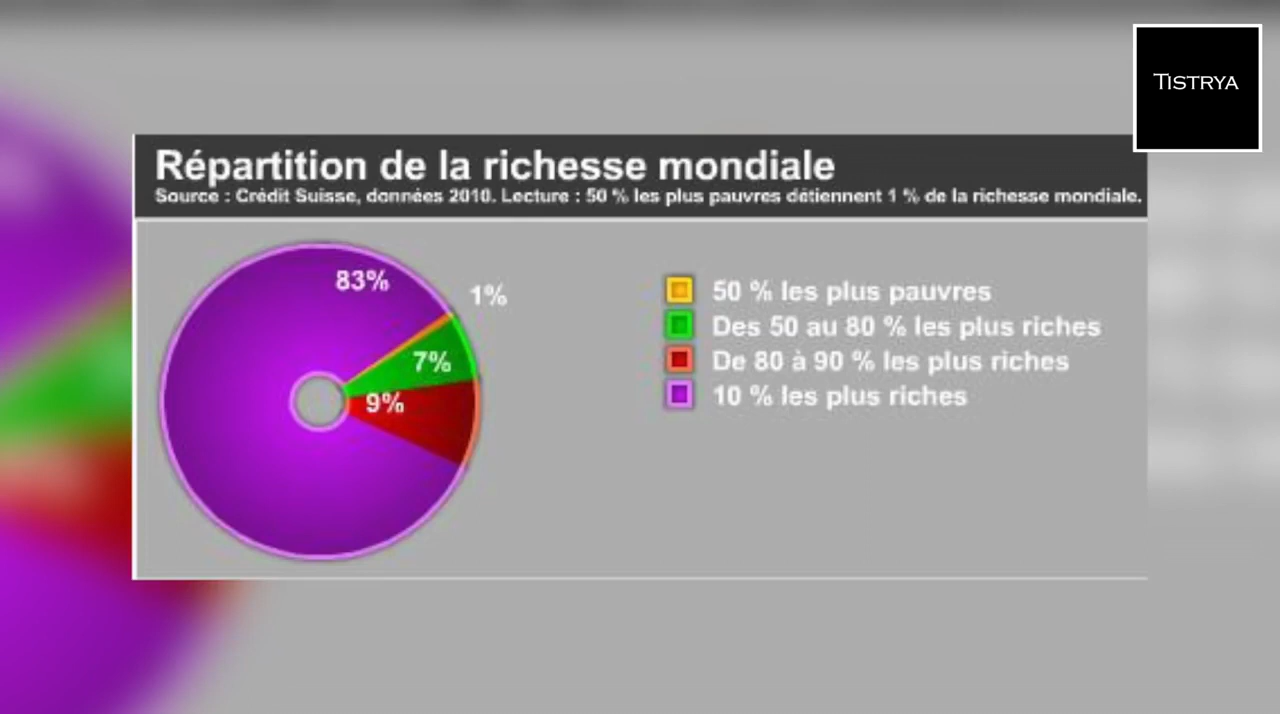 TISTRYA
Répartition de la richesse mondiale
Source : Crédit Suisse, données 2010. Lecture : 50 % les plus pauvres détiennent 1 % de la richesse mondiale.
83%
1%
7%
9%
50 % les plus pauvres
Des 50 au 80 % les plus riches
De 80 à 90 % les plus riches
10 % les plus riches